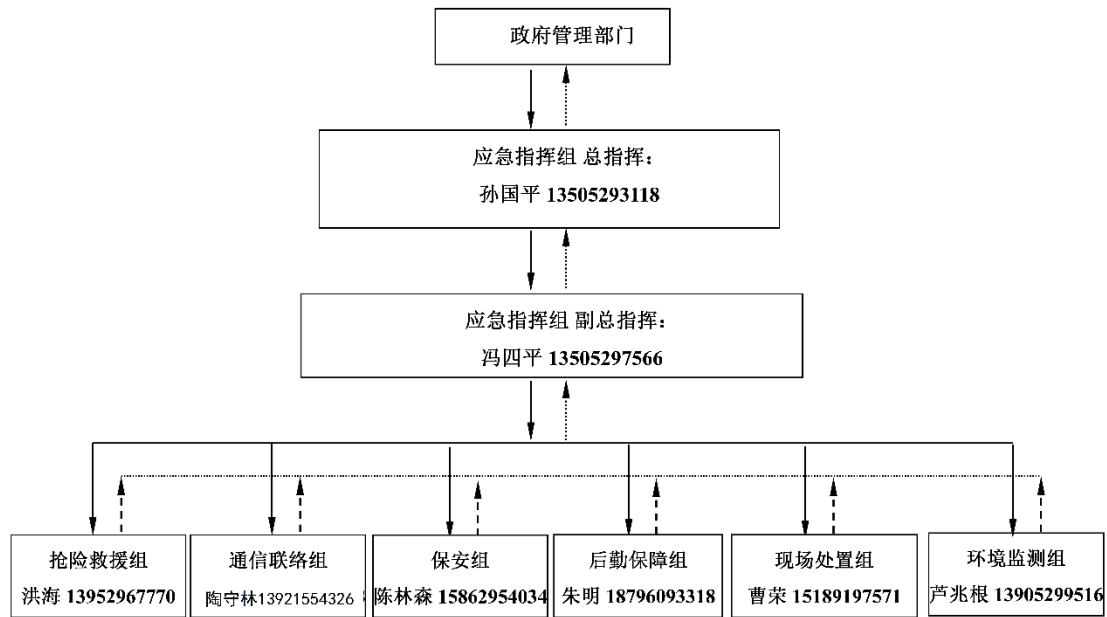 政府管理部门
应急指挥组 总指挥：
孙国平 13505293118
应急指挥组 副总指挥：
冯四平 13505297566
抢险救援组
洪海 13952967770
通信联络组
陶守林13921554326
保安组
陈林森 15862954034
后勤保障组
朱明 18796093318
现场处置组
曹荣 15189197571
环境监测组
芦兆根 13905299516